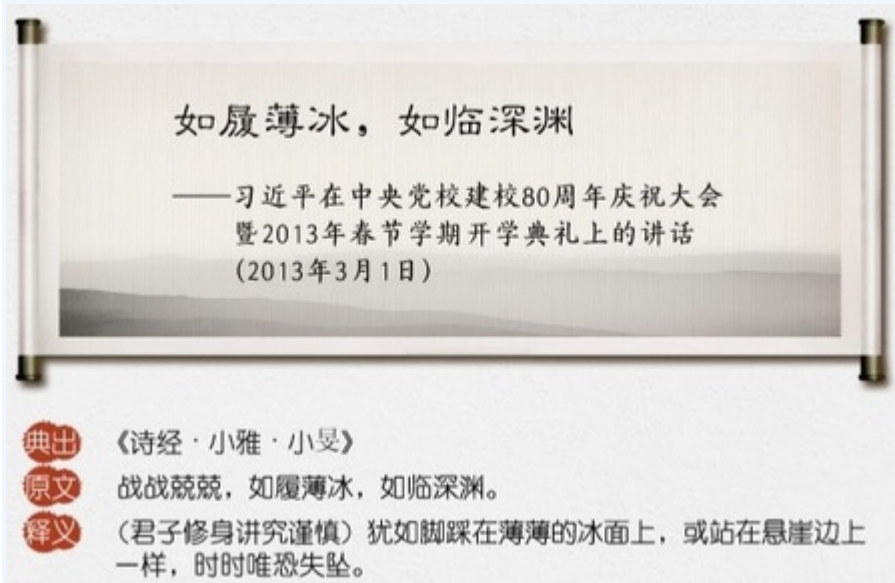 如履薄冰，如临深渊
——习近平在中央党校建校80周年庆祝大会
暨2013年春节学期开学典礼上的讲话
(2013年3月1日)
典出 《诗经·小雅·小旻》
原文 战战兢兢，如履薄冰，如临深渊。
释义 （君子修身讲究谨慎）犹如脚踩在薄薄的冰面上，或站在悬崖边上
一样，时时唯恐失坠。